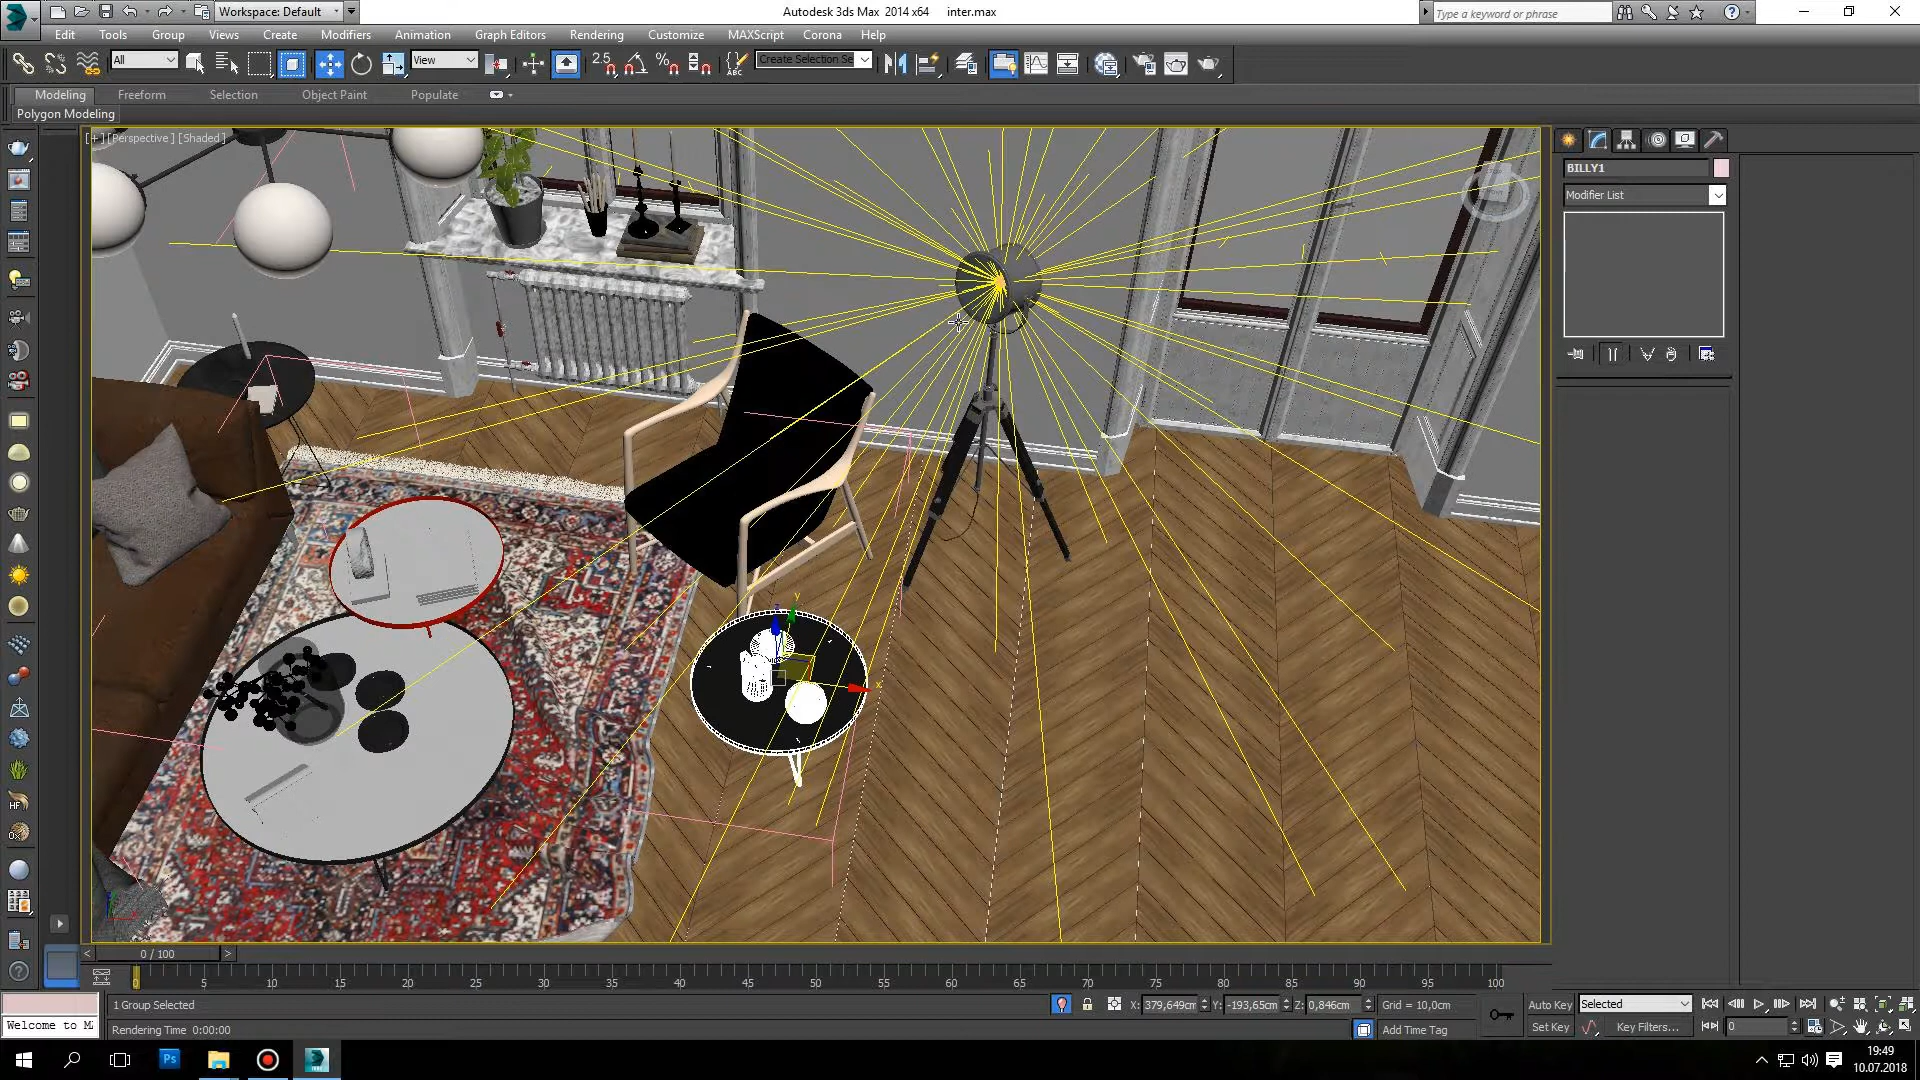 Workspace: Default
Autodesk 3ds Max 2014 x64 inter.max
Type a keyword or phrase
Edit Tools Group Views Create Modifiers Animation Graph Editors Rendering Customize MAXScript Corona Help
All
View
2.5
Create Selection Se
Modeling Freeform Selection Object Paint Populate
Polygon Modeling
[+] [Perspective] [Shaded]
BILLY1
Modifier List
y
x
HF
0 / 100
0 5 10 15 20 25 30 35 40 45 50 55 60 65 70 75 80 85 90 95 100
1 Group Selected
X: 379,649cm Y: -193,65cm Z: 0,846cm Grid = 10,0cm
Auto Key Selected
Welcome to M
Rendering Time 0:00:00
Add Time Tag
Set Key Key Filters...
0
Ps
19:49
10.07.2018